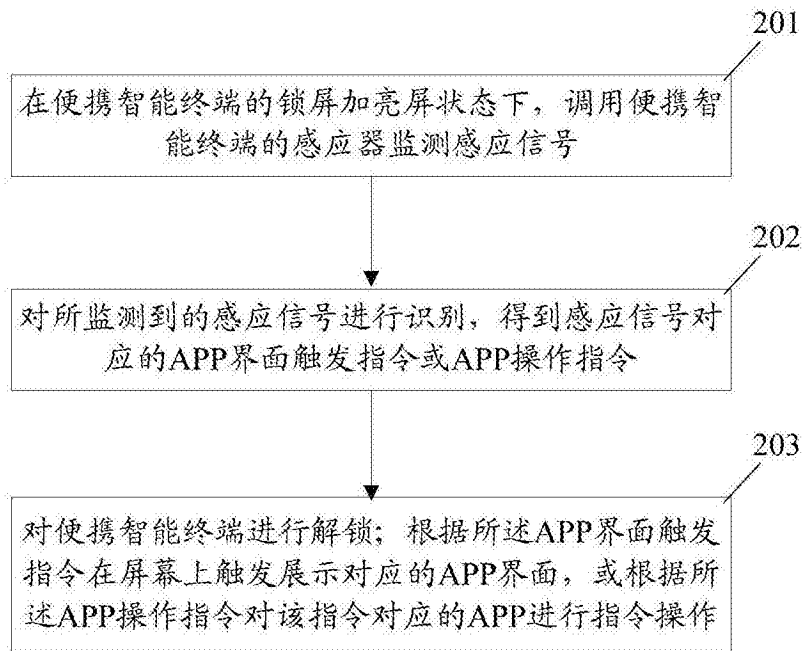 201
在便携智能终端的锁屏加亮屏状态下，调用便携智
能终端的感应器监测感应信号
202
对所监测到的感应信号进行识别，得到感应信号对
应的APP界面触发指令或APP操作指令
203
对便携智能终端进行解锁；根据所述APP界面触发
指令在屏幕上触发展示对应的APP界面，或根据所
述APP操作指令对该指令对应的APP进行指令操作